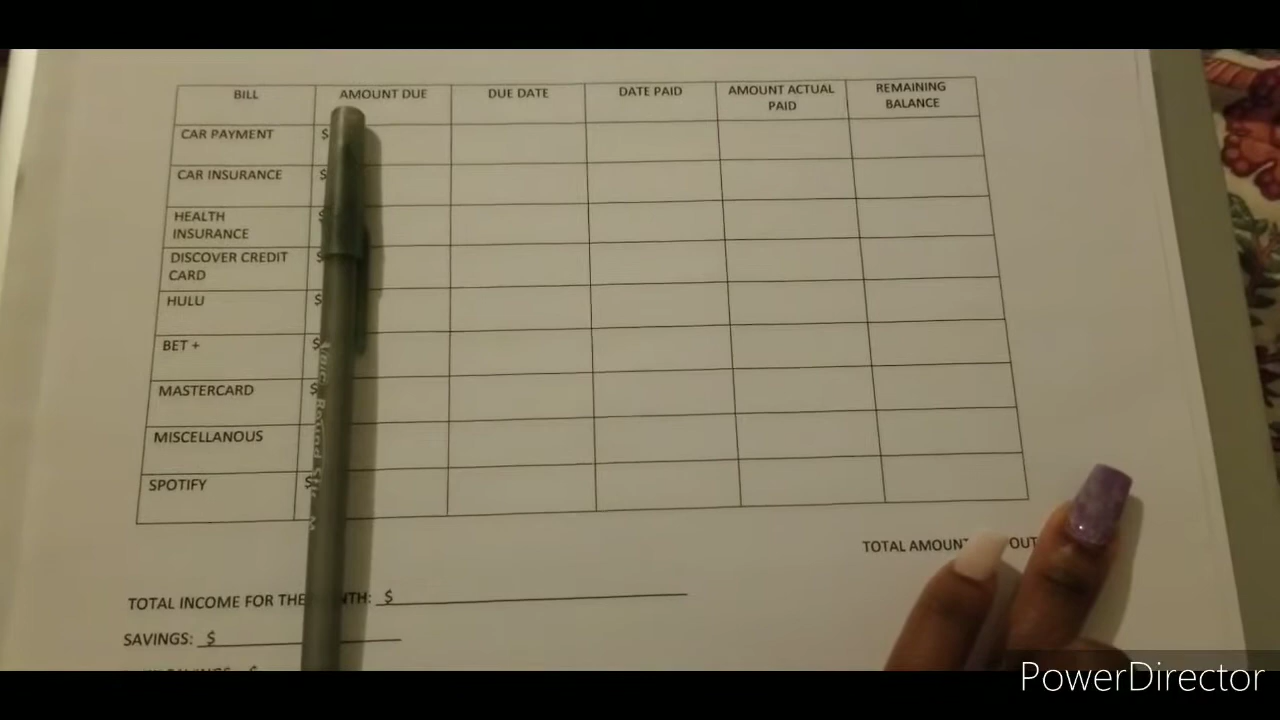 BILL AMOUNT DUE DUE DATE DATE PAID AMOUNT ACTUAL PAID REMAINING BALANCE
CAR PAYMENT $
CAR INSURANCE $
HEALTH
INSURANCE $
DISCOVER CREDIT
CARD $
HULU $
BET + $
MASTERCARD $
MISCELLANOUS
SPOTIFY $
TOTAL AMOUNT OUT
TOTAL INCOME FOR THE $
SAVINGS: $
PowerDirector